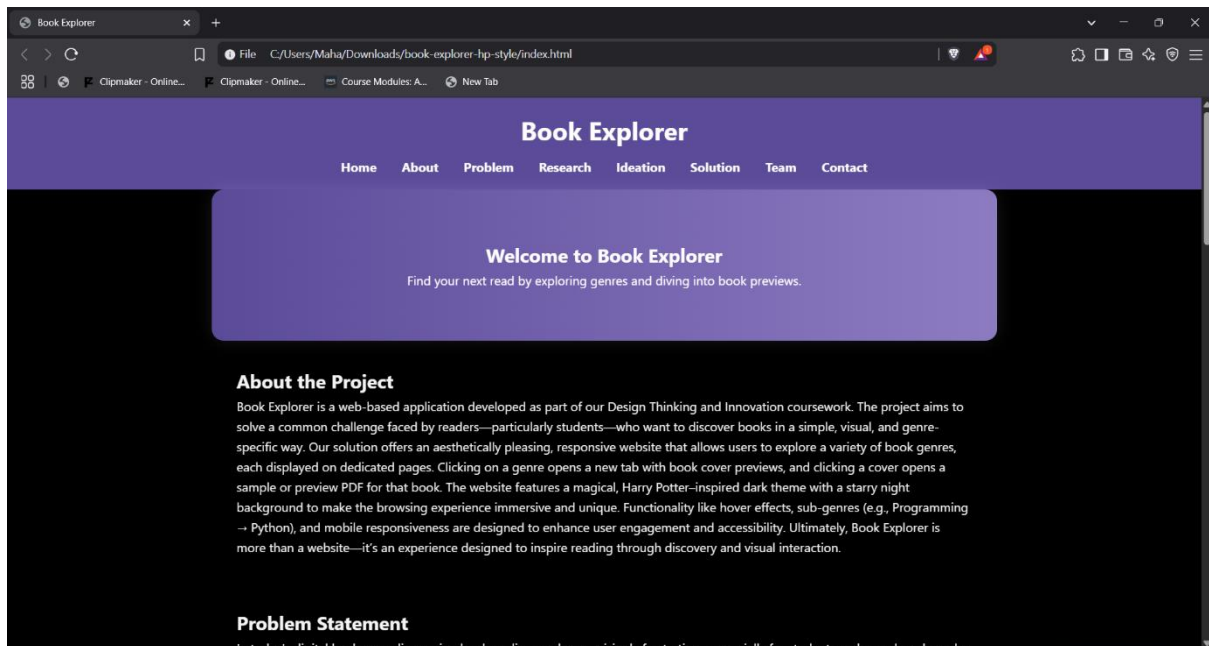 Book Explorer
File C:/Users/Maha/Downloads/book-explorer-hp-style/index.html
Clipmaker - Online... Clipmaker - Online... Course Modules: A... New Tab
Book Explorer
Home About Problem Research Ideation Solution Team Contact
Welcome to Book Explorer
Find your next read by exploring genres and diving into book previews.
About the Project
Book Explorer is a web-based application developed as part of our Design Thinking and Innovation coursework. The project aims to
solve a common challenge faced by readers—particularly students—who want to discover books in a simple, visual, and genre-
specific way. Our solution offers an aesthetically pleasing, responsive website that allows users to explore a variety of book genres,
each displayed on dedicated pages. Clicking on a genre opens a new tab with book cover previews, and clicking a cover opens a
sample or preview PDF for that book. The website features a magical, Harry Potter–inspired dark theme with a starry night
background to make the browsing experience immersive and unique. Functionality like hover effects, sub-genres (e.g., Programming
→ Python), and mobile responsiveness are designed to enhance user engagement and accessibility. Ultimately, Book Explorer is
more than a website—it's an experience designed to inspire reading through discovery and visual interaction.
Problem Statement